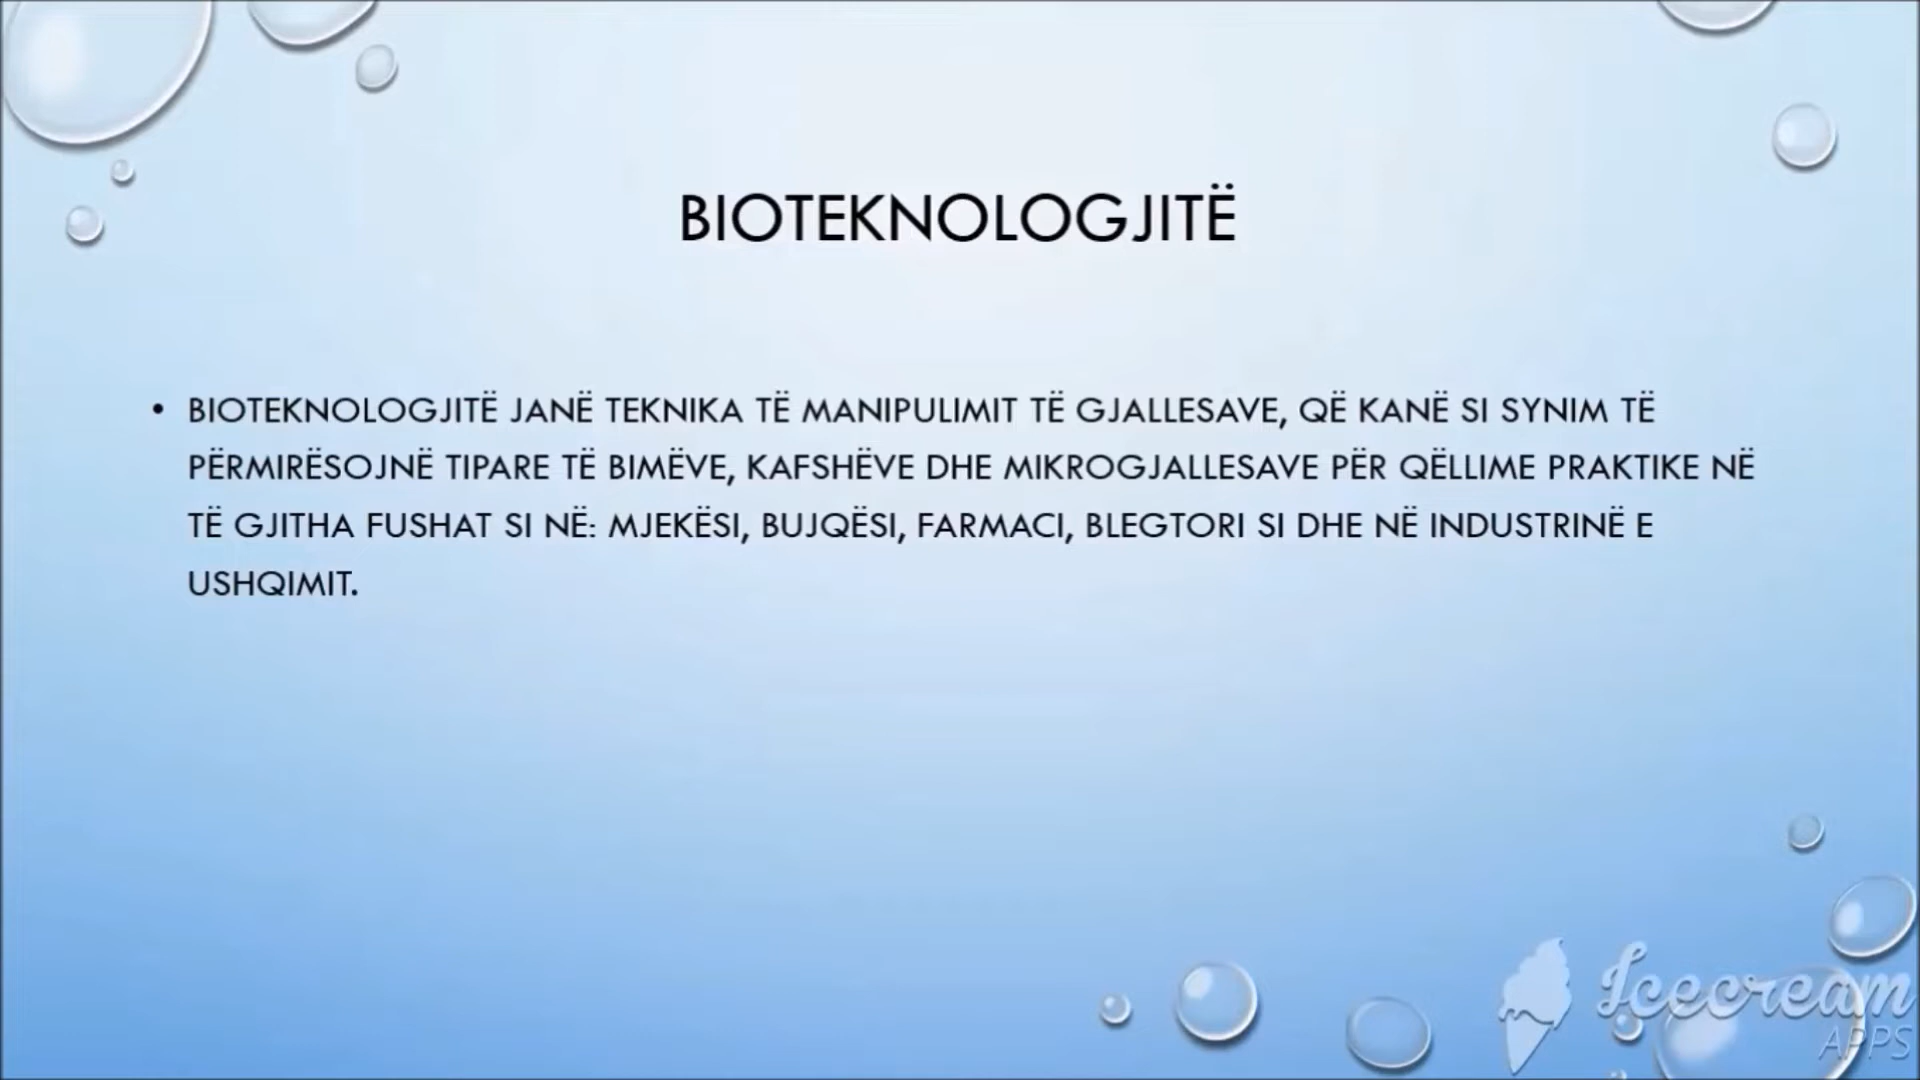 BIOTEKNOLOGJITË
• BIOTEKNOLOGJITË JANË TEKNIKA TË MANIPULIMIT TË GJALLESAVE, QË KANË SI SYNIM TË
PËRMIRËSOJNË TIPARE TË BIMËVE, KAFSHËVE DHE MIKROGJALLESAVE PËR QËLLIME PRAKTIKE NË
TË GJITHA FUSHAT SI NË: MJEKËSI, BUJQËSI, FARMACI, BLEGTORI SI DHE NË INDUSTRINË E
USHQIMIT.
Icecream
APPS